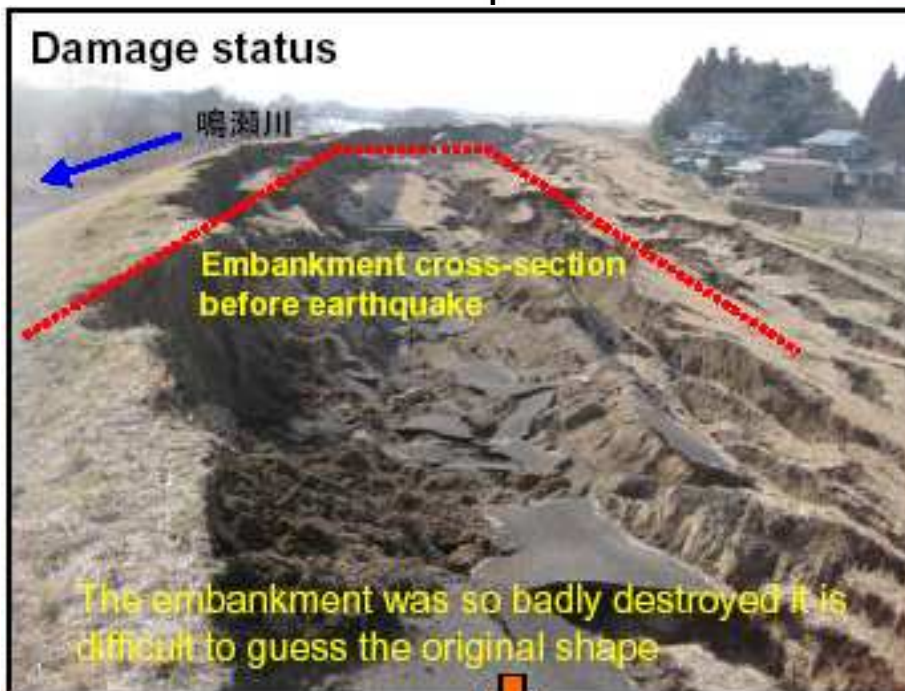 Damage status
鳴瀬川
Embankment cross-section
before earthquake
The embankment was so badly destroyed it is
difficult to guess the original shape